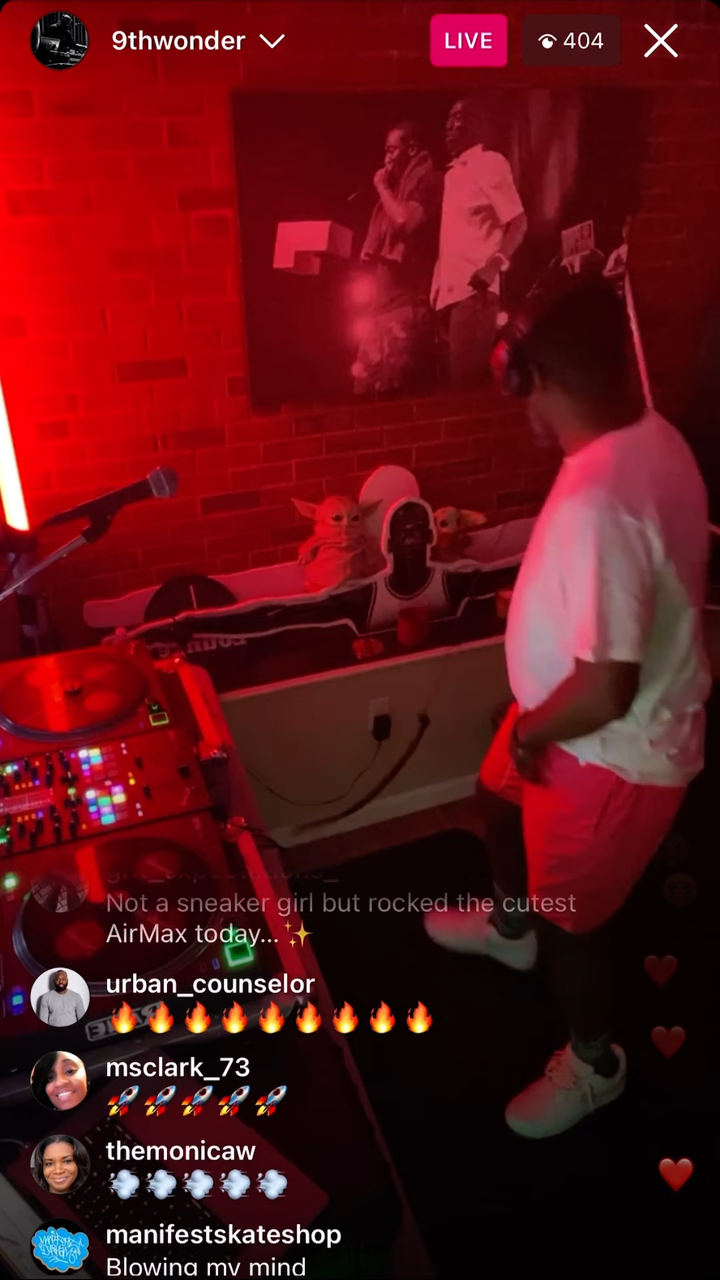 9thwonder
LIVE
404
Not a sneaker girl but rocked the cutest
AirMax today...✨
urban_counselor
🔥🔥🔥🔥🔥🔥🔥🔥🔥
msclark_73
🚀🚀🚀🚀🚀
themonicaw
💨💨💨💨💨
manifestskateshop
Blowing my mind